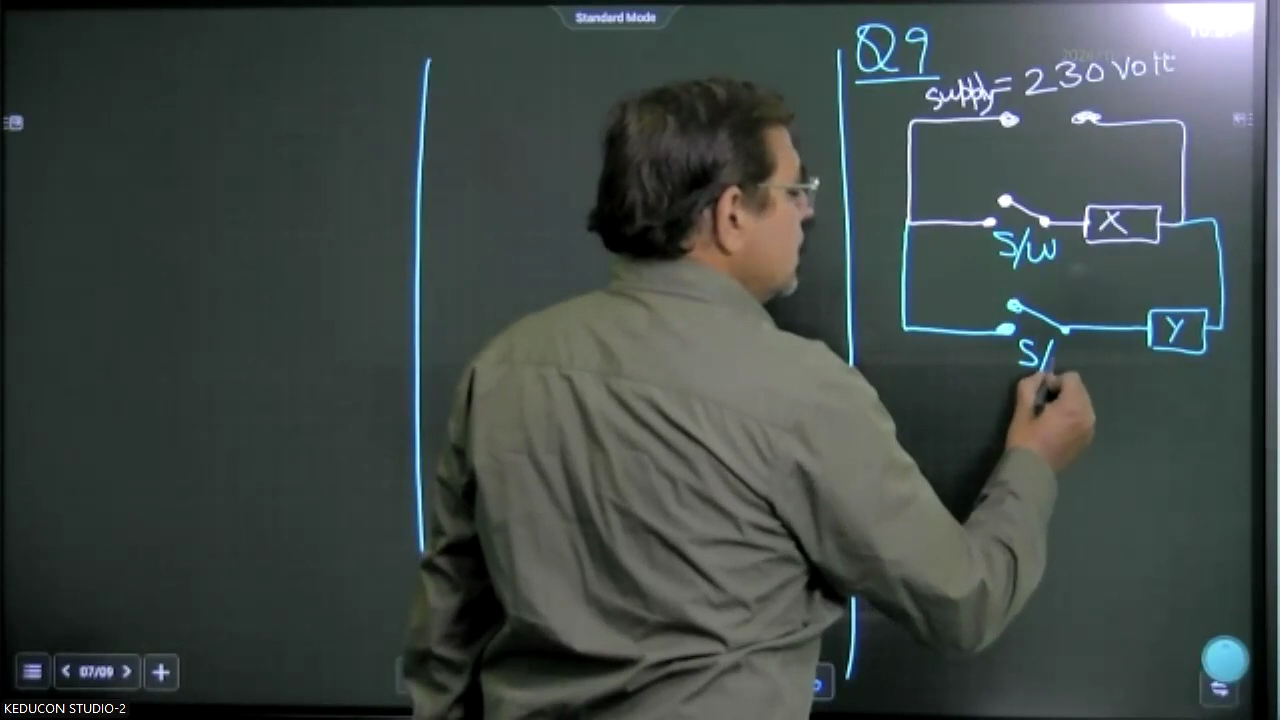 Standard Mode
Q9
supply = 230 Volt
X
S/W
Y
S/
07/09
KEDUCON STUDIO-2